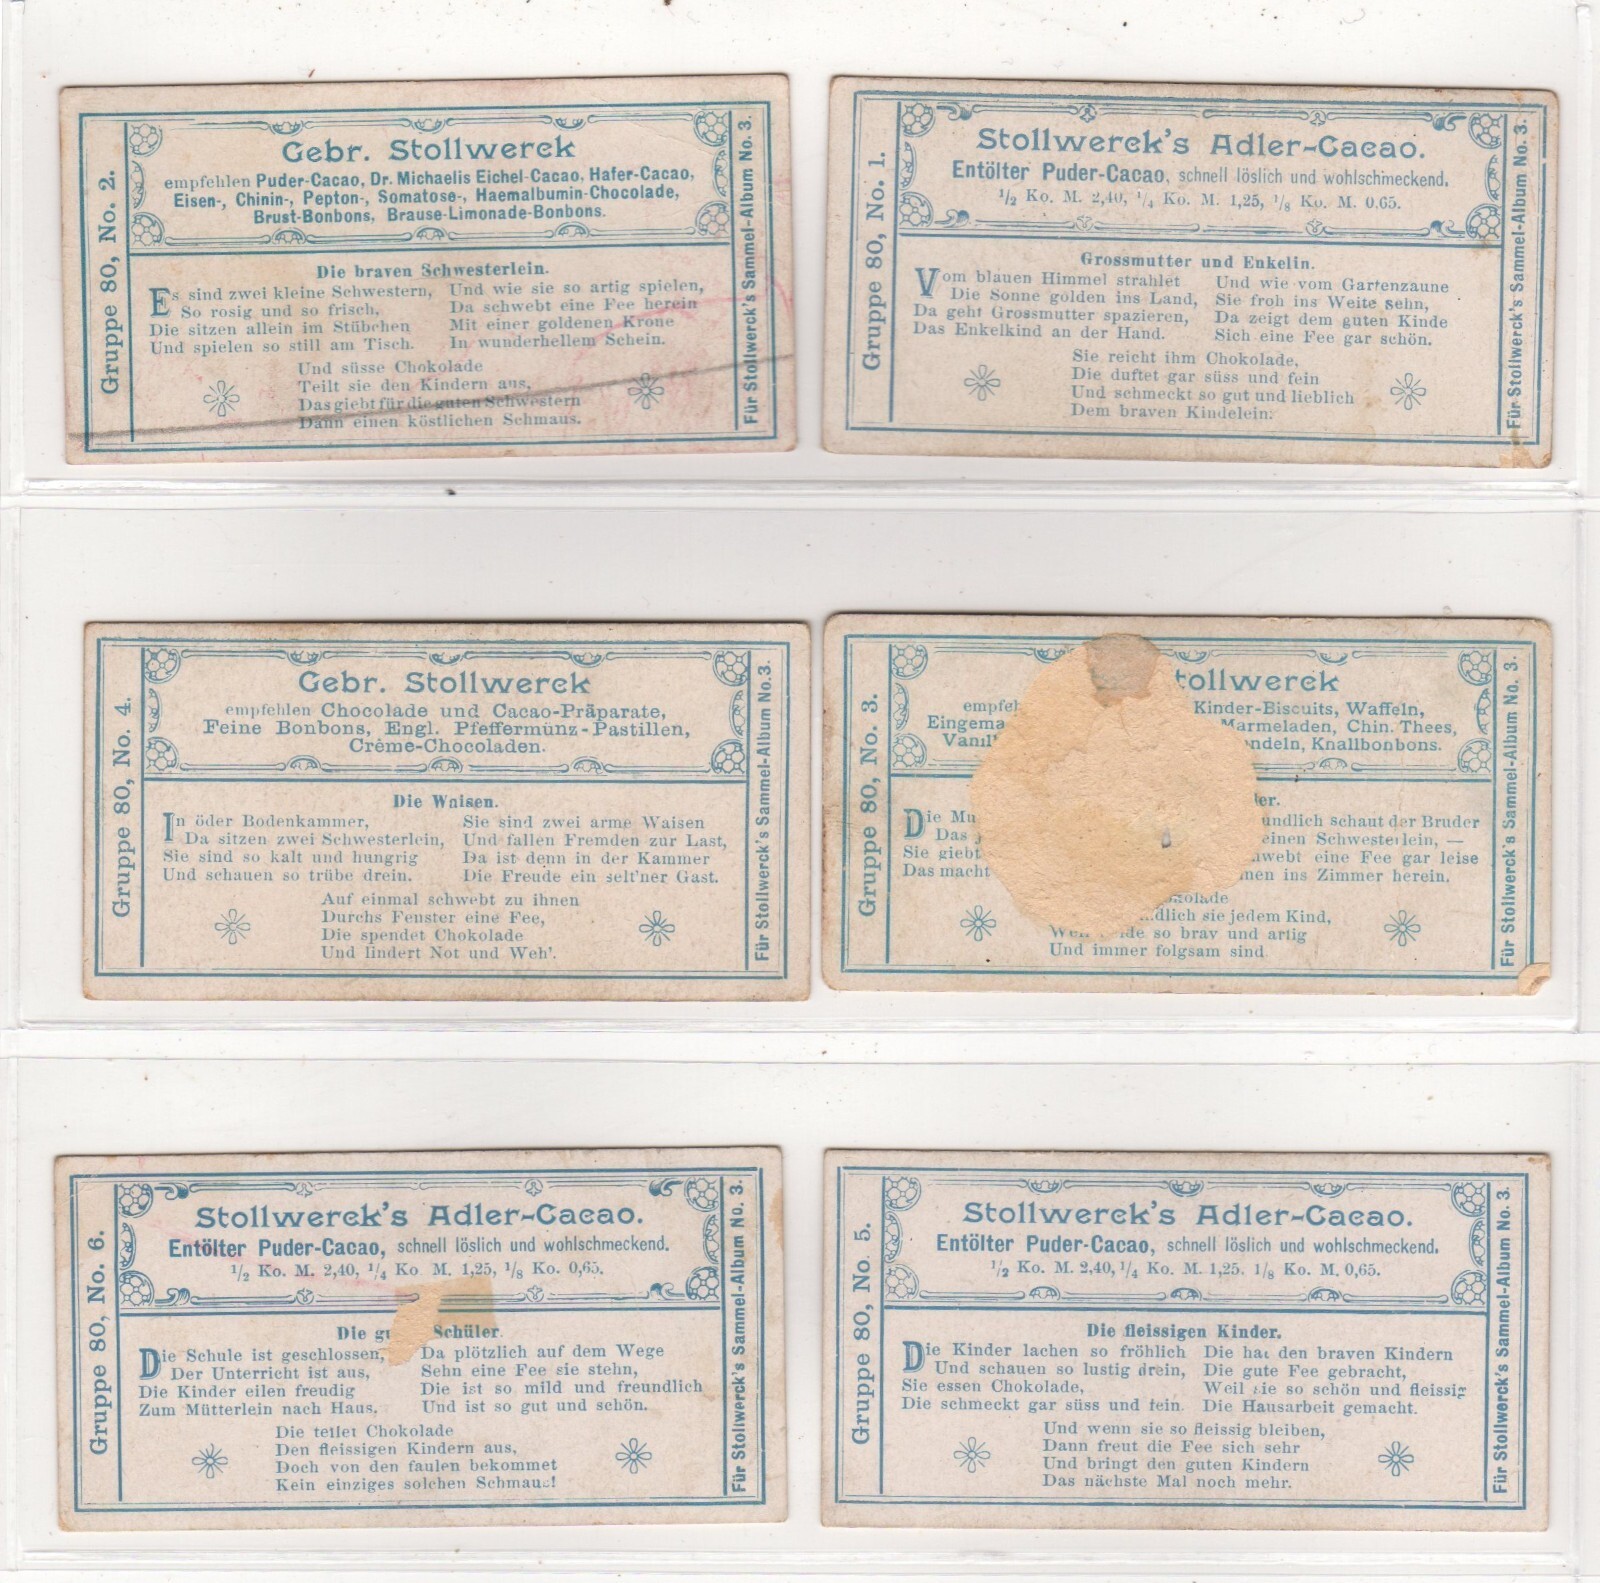 Gruppe 80, No. 2.
Gebr. Stollwerck
empfehlen Puder-Cacao, Dr. Michaelis Eichel-Cacao, Hafer-Cacao,
Eisen-, Chinin-, Pepton-, Somatose-, Haemalbumin-Chocolade,
Brust-Bonbons, Brause-Limonade-Bonbons.
Die braven Schwesterlein.
Es sind zwei kleine Schwestern,
So rosig und so frisch,
Die sitzen allein im Stübchen
Und spielen so still am Tisch.
Und wie sie so artig spielen,
Da schwebt eine Fee herein
Mit einer goldenen Krone
In wunderhellem Schein.
Und süsse Chokolade
Teilt sie den Kindern aus,
Das giebt für die guten Schwestern
Dann einen köstlichen Schmaus.
Für Stollwerck's Sammel-Album No. 3.
Gruppe 80, No. 1.
Stollwerck's Adler-Cacao.
Entölter Puder-Cacao, schnell löslich und wohlschmeckend.
1/2 Ko. M. 2,40, 1/4 Ko. M. 1,25, 1/8 Ko. M. 0,65.
Grossmutter und Enkelin.
Vom blauen Himmel strahlet
Die Sonne golden ins Land,
Da geht Grossmutter spazieren,
Das Enkelkind an der Hand.
Und wie vom Gartenzaune
Sie froh ins Weite sehn,
Da zeigt dem guten Kinde
Sich eine Fee gar schön.
Sie reicht ihm Chokolade,
Die duftet gar süss und fein
Und schmeckt so gut und lieblich
Dem braven Kindelein.
Für Stollwerck's Sammel-Album No. 3.
Gruppe 80, No. 4.
Gebr. Stollwerck
empfehlen Chocolade und Cacao-Präparate,
Feine Bonbons, Engl. Pfeffermünz-Pastillen,
Crème-Chocoladen.
Die Waisen.
In öder Bodenkammer,
Da sitzen zwei Schwesterlein,
Sie sind so kalt und hungrig
Und schauen so trübe drein.
Sie sind zwei arme Waisen
Und fallen Fremden zur Last,
Da ist denn in der Kammer
Die Freude ein selt'ner Gast.
Auf einmal schwebt zu ihnen
Durchs Fenster eine Fee,
Die spendet Chokolade
Und lindert Not und Weh'.
Für Stollwerck's Sammel-Album No. 3.
Gruppe 80, No. 3.
tollwerck
Kinder-Biscuits, Waffeln,
Marmeladen, Chin. Thees,
Knallbonbons.
Die
Das
Sie giebt
Das macht
schaut der Bruder
Schwesterlein, —
eine Fee gar leise
ins Zimmer herein.
sie jedem Kind,
so brav und artig
Und immer folgsam sind
Für Stollwerck's Sammel-Album No. 3.
Gruppe 80, No. 6.
Stollwerck's Adler-Cacao.
Entölter Puder-Cacao, schnell löslich und wohlschmeckend.
1/2 Ko. M. 2,40, 1/4 Ko M. 1,25, 1/8 Ko. 0,65.
Die Schüler.
Die Schule ist geschlossen,
Der Unterricht ist aus,
Die Kinder eilen freudig
Zum Mütterlein nach Haus.
Da plötzlich auf dem Wege
Sehn eine Fee sie stehn,
Die ist so mild und freundlich
Und ist so gut und schön.
Die teilet Chokolade
Den fleissigen Kindern aus,
Doch von den faulen bekommet
Kein einziges solchen Schmaus!
Für Stollwerck's Sammel-Album No. 3.
Gruppe 80, No. 5.
Stollwerck's Adler-Cacao.
Entölter Puder-Cacao, schnell löslich und wohlschmeckend.
1/2 Ko. M. 2,40, 1/4 Ko. M. 1,25. 1/8 Ko. M. 0,65.
Die fleissigen Kinder.
Die Kinder lachen so fröhlich
Und schauen so lustig drein,
Sie essen Chokolade,
Die schmeckt gar süss und fein.
Die hat den braven Kindern
Die gute Fee gebracht,
Weil sie so schön und fleissig
Die Hausarbeit gemacht.
Und wenn sie so fleissig bleiben,
Dann freut die Fee sich sehr
Und bringt den guten Kindern
Das nächste Mal noch mehr.
Für Stollwerck's Sammel-Album No. 3.